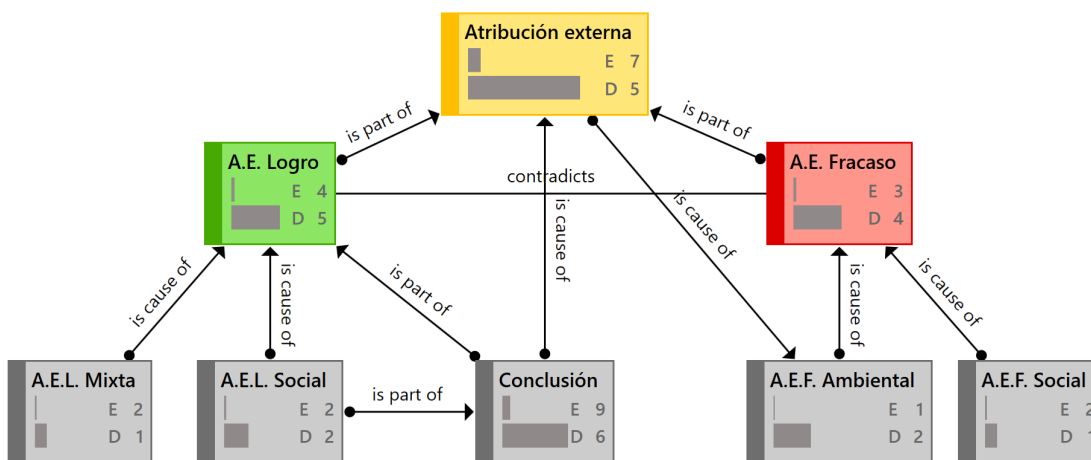 Atribución externa
E 7
D 5
is part of
is part of
A.E. Logro
E 4
D 5
contradicts
A.E. Fracaso
E 3
D 4
is cause of
is cause of
is part of
is cause of
is cause of
is cause of
is cause of
A.E.L. Mixta
E 2
D 1
A.E.L. Social
E 2
D 2
is part of
Conclusión
E 9
D 6
A.E.F. Ambiental
E 1
D 2
A.E.F. Social
E 2
D 1